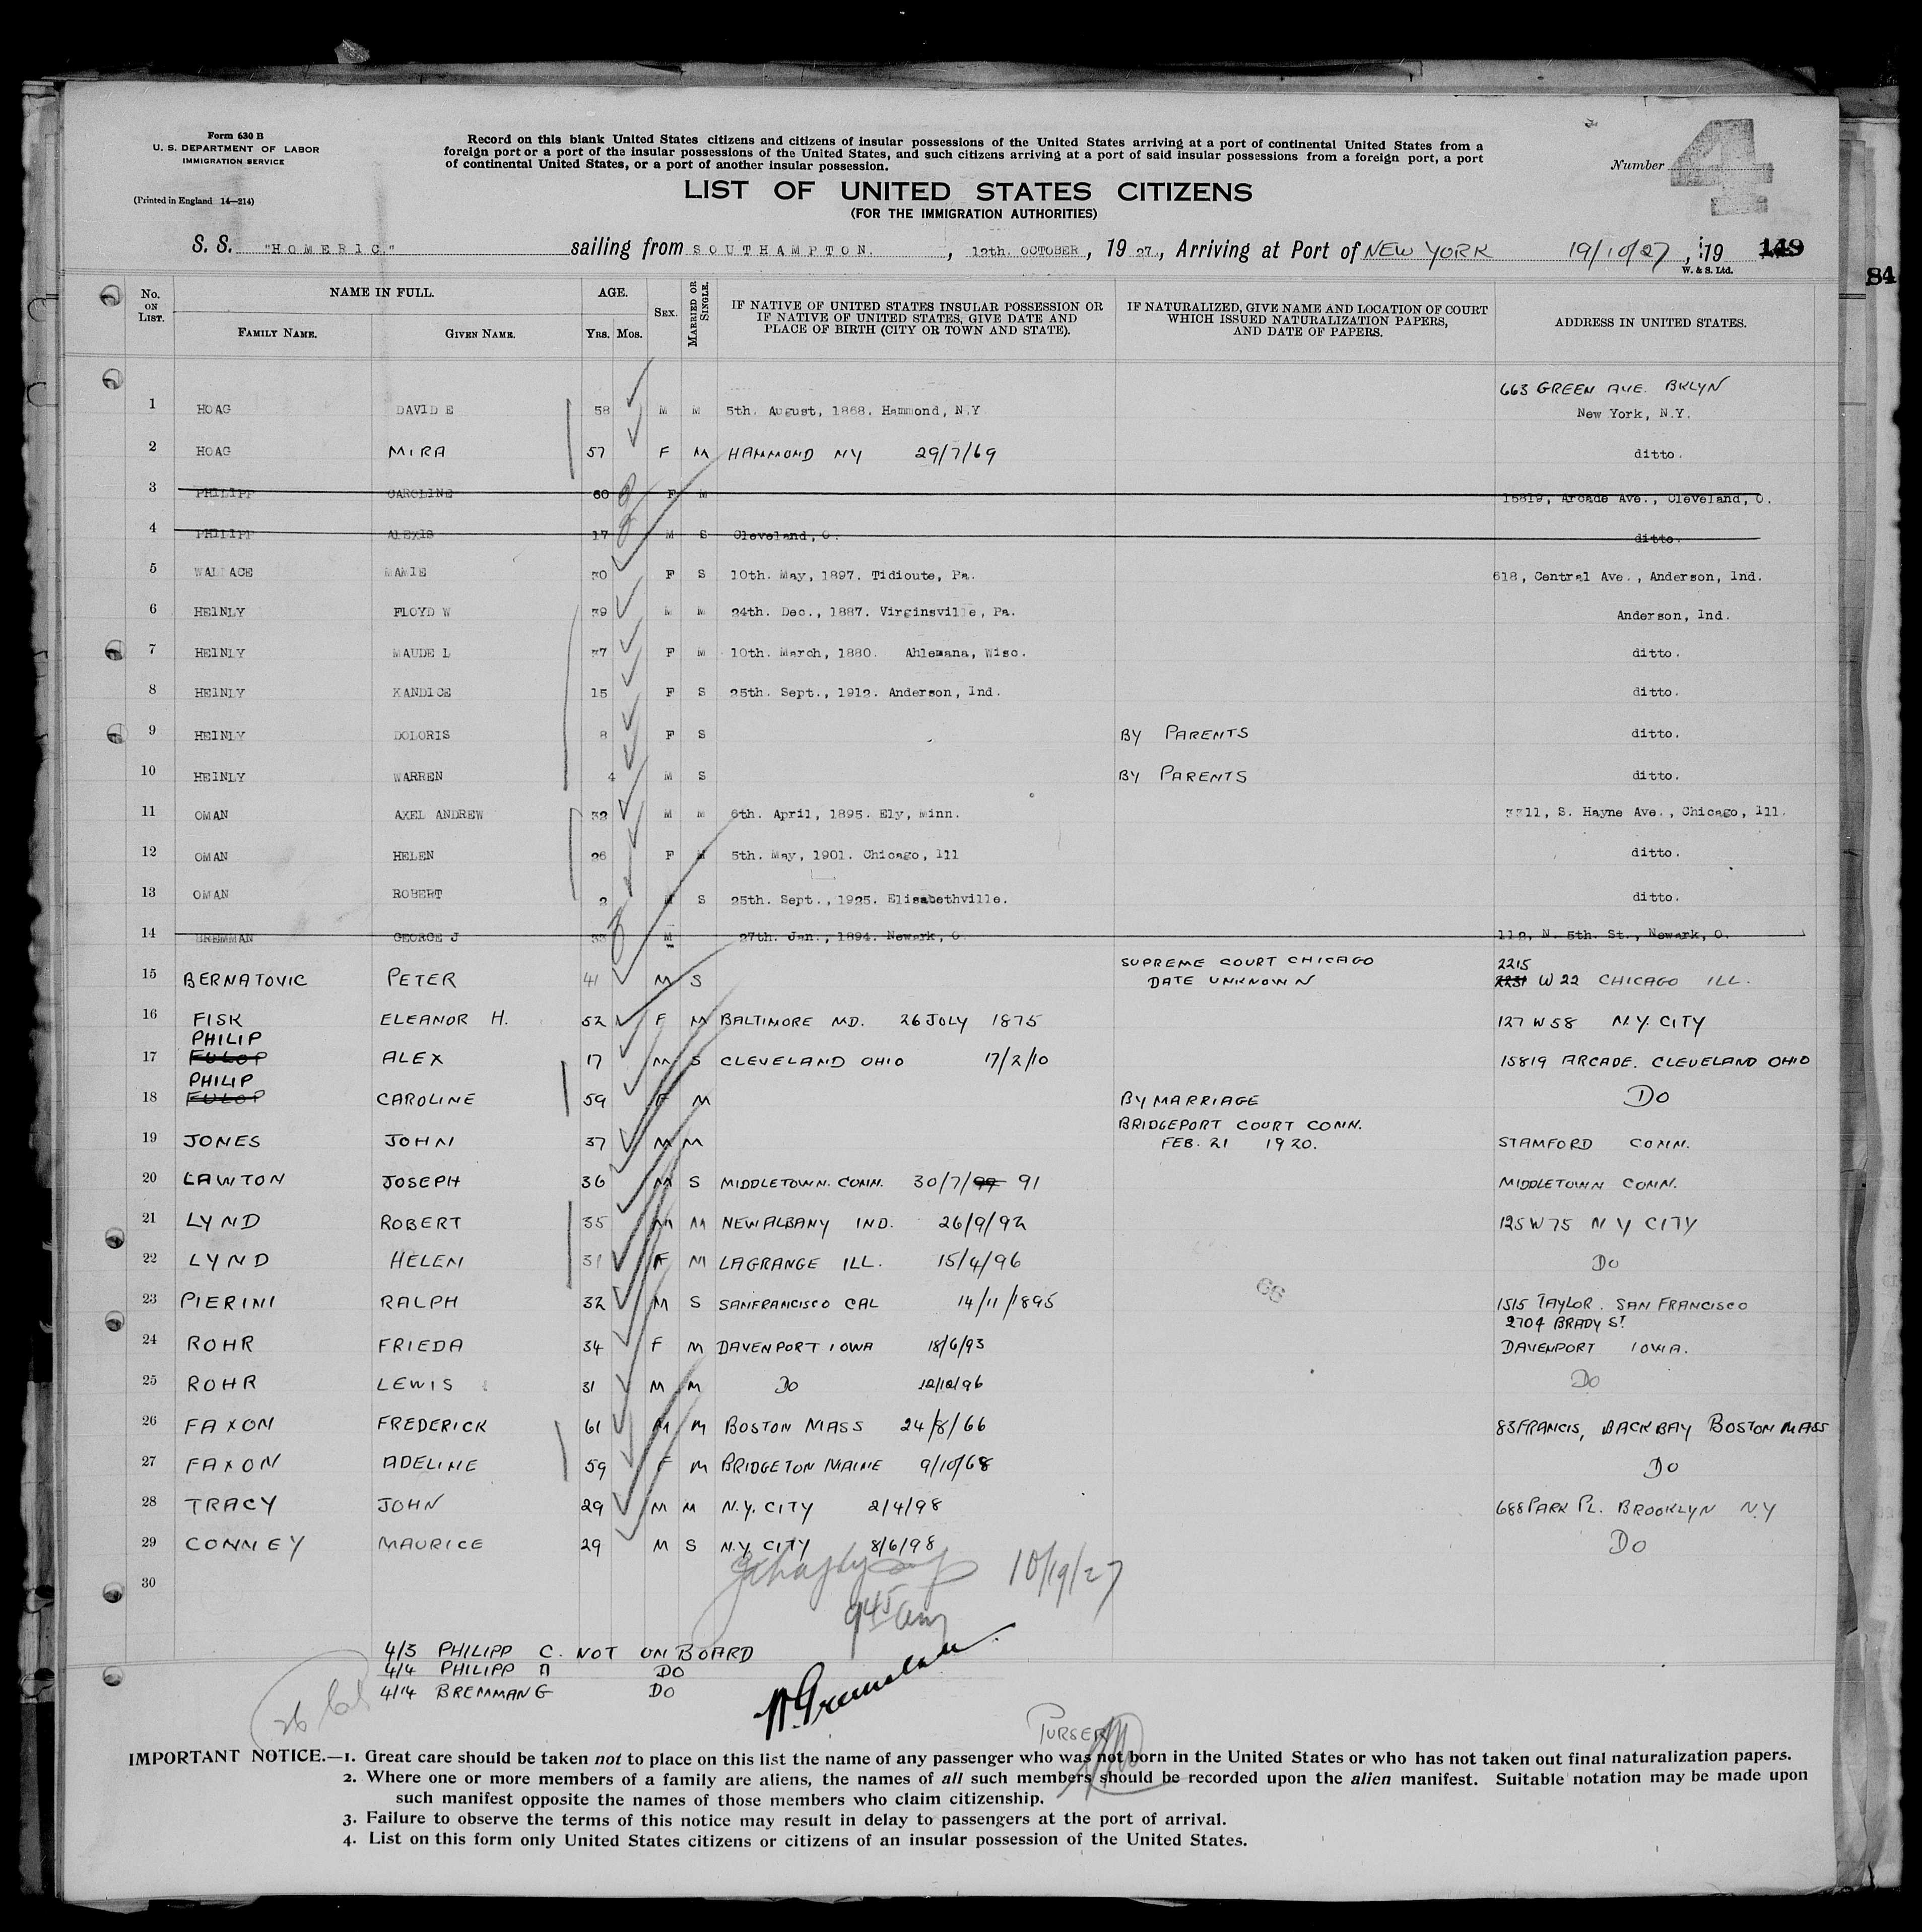 Form 630 B
U. S. DEPARTMENT OF LABOR
IMMIGRATION SERVICE
(Printed in England 14—214)
Record on this blank United States citizens and citizens of insular possessions of the United States arriving at a port of continental United States from a
foreign port or a port of the insular possessions of the United States, and such citizens arriving at a port of said insular possessions from a foreign port, a port
of continental United States, or a port of another insular possession.
Number 4
LIST OF UNITED STATES CITIZENS
(FOR THE IMMIGRATION AUTHORITIES)
S. S. "HOMERIC." sailing from SOUTHAMPTON. , 12th. OCTOBER , 19 27. , Arriving at Port of NEW YORK 19/10/27 , 19 149
W. & S. Ltd.
84
No. ON LIST. NAME IN FULL. FAMILY NAME. GIVEN NAME. AGE. YRS. MOS. SEX. MARRIED OR SINGLE. IF NATIVE OF UNITED STATES INSULAR POSSESSION OR IF NATIVE OF UNITED STATES, GIVE DATE AND PLACE OF BIRTH (CITY OR TOWN AND STATE). IF NATURALIZED, GIVE NAME AND LOCATION OF COURT WHICH ISSUED NATURALIZATION PAPERS, AND DATE OF PAPERS. ADDRESS IN UNITED STATES.
663 GREEN AVE. BKLYN
1 HOAG DAVID E 58 M M 5th. August, 1868. Hammond, N.Y New York, N.Y.
2 HOAG MIRA 57 F M HAMMOND NY 29/7/69 ditto.
3 PHILIPP CAROLINE 60 F M 15819, Arcade Ave., Cleveland, O.
4 PHILIPP ALEXIS 17 M S Cleveland, O. ditto.
5 WALLACE MAMIE 30 F S 10th. May, 1897. Tidioute, Pa. 618, Central Ave., Anderson, Ind.
6 HEINLY FLOYD W 39 M M 24th. Dec., 1887. Virginsville, Pa. Anderson, Ind.
7 HEINLY MAUDE L 37 F M 10th. March, 1880. Ahlemana, Wisc. ditto.
8 HEINLY KANDICE 15 F S 25th. Sept., 1912. Anderson, Ind. ditto.
9 HEINLY DOLORIS 8 F S BY PARENTS ditto.
10 HEINLY WARREN 4 M S BY PARENTS ditto.
11 OMAN AXEL ANDREW 32 M M 6th. April, 1895. Ely, Minn. 3311, S. Hayne Ave., Chicago, Ill.
12 OMAN HELEN 26 F M 5th. May, 1901. Chicago, Ill ditto.
13 OMAN ROBERT 2 M S 25th. Sept., 1925. Elisabethville. ditto.
14 BREMMAN GEORGE J 33 M 27th. Jan., 1894. Newark, O. 112, N. 5th. St., Newark, O.
SUPREME COURT CHICAGO 2215
15 BERNATOVIC PETER 41 M S DATE UNKNOWN 2231 W 22 CHICAGO ILL.
16 FISK ELEANOR H. 52 F M BALTIMORE MD. 26 JULY 1875 127 W 58 N.Y. CITY
PHILIP
17 FULOP ALEX 17 M S CLEVELAND OHIO 17/2/10 15819 ARCADE. CLEVELAND OHIO
PHILIP
18 FULOP CAROLINE 59 F M BY MARRIAGE DO
BRIDGEPORT COURT CONN.
19 JONES JOHN 37 M M FEB. 21 1920. STAMFORD CONN.
20 LAWTON JOSEPH 36 M S MIDDLETOWN. CONN. 30/7/99 91 MIDDLETOWN CONN.
21 LYND ROBERT 35 M M NEW ALBANY IND. 26/9/92 125 W 75 N Y CITY
22 LYND HELEN 31 F M LAGRANGE ILL. 15/4/96 DO
23 PIERINI RALPH 32 M S SANFRANCISCO CAL 14/11/1895 1515 TAYLOR. SAN FRANCISCO
2704 BRADY ST.
24 ROHR FRIEDA 34 F M DAVENPORT IOWA 18/6/93 DAVENPORT IOWA.
25 ROHR LEWIS 31 M M DO 12/12/96 DO
26 FAXON FREDERICK 61 M M BOSTON MASS 24/8/66 83 FRANCIS, BACK BAY BOSTON MASS
27 FAXON ADELINE 59 F M BRIDGETON MAINE 9/10/68 DO
28 TRACY JOHN 29 M M N.Y. CITY 2/4/98 688 PARK PL. BROOKLYN N.Y
29 CONNEY MAURICE 29 M S N.Y CITY 8/6/98 DO
10/19/27
30
945 am
4/3 PHILIPP C. NOT ON BOARD
4/4 PHILIPP A DO
4/14 BREMMAN G DO
PURSER
IMPORTANT NOTICE.—1. Great care should be taken not to place on this list the name of any passenger who was not born in the United States or who has not taken out final naturalization papers.
2. Where one or more members of a family are aliens, the names of all such members should be recorded upon the alien manifest. Suitable notation may be made upon
such manifest opposite the names of those members who claim citizenship.
3. Failure to observe the terms of this notice may result in delay to passengers at the port of arrival.
4. List on this form only United States citizens or citizens of an insular possession of the United States.